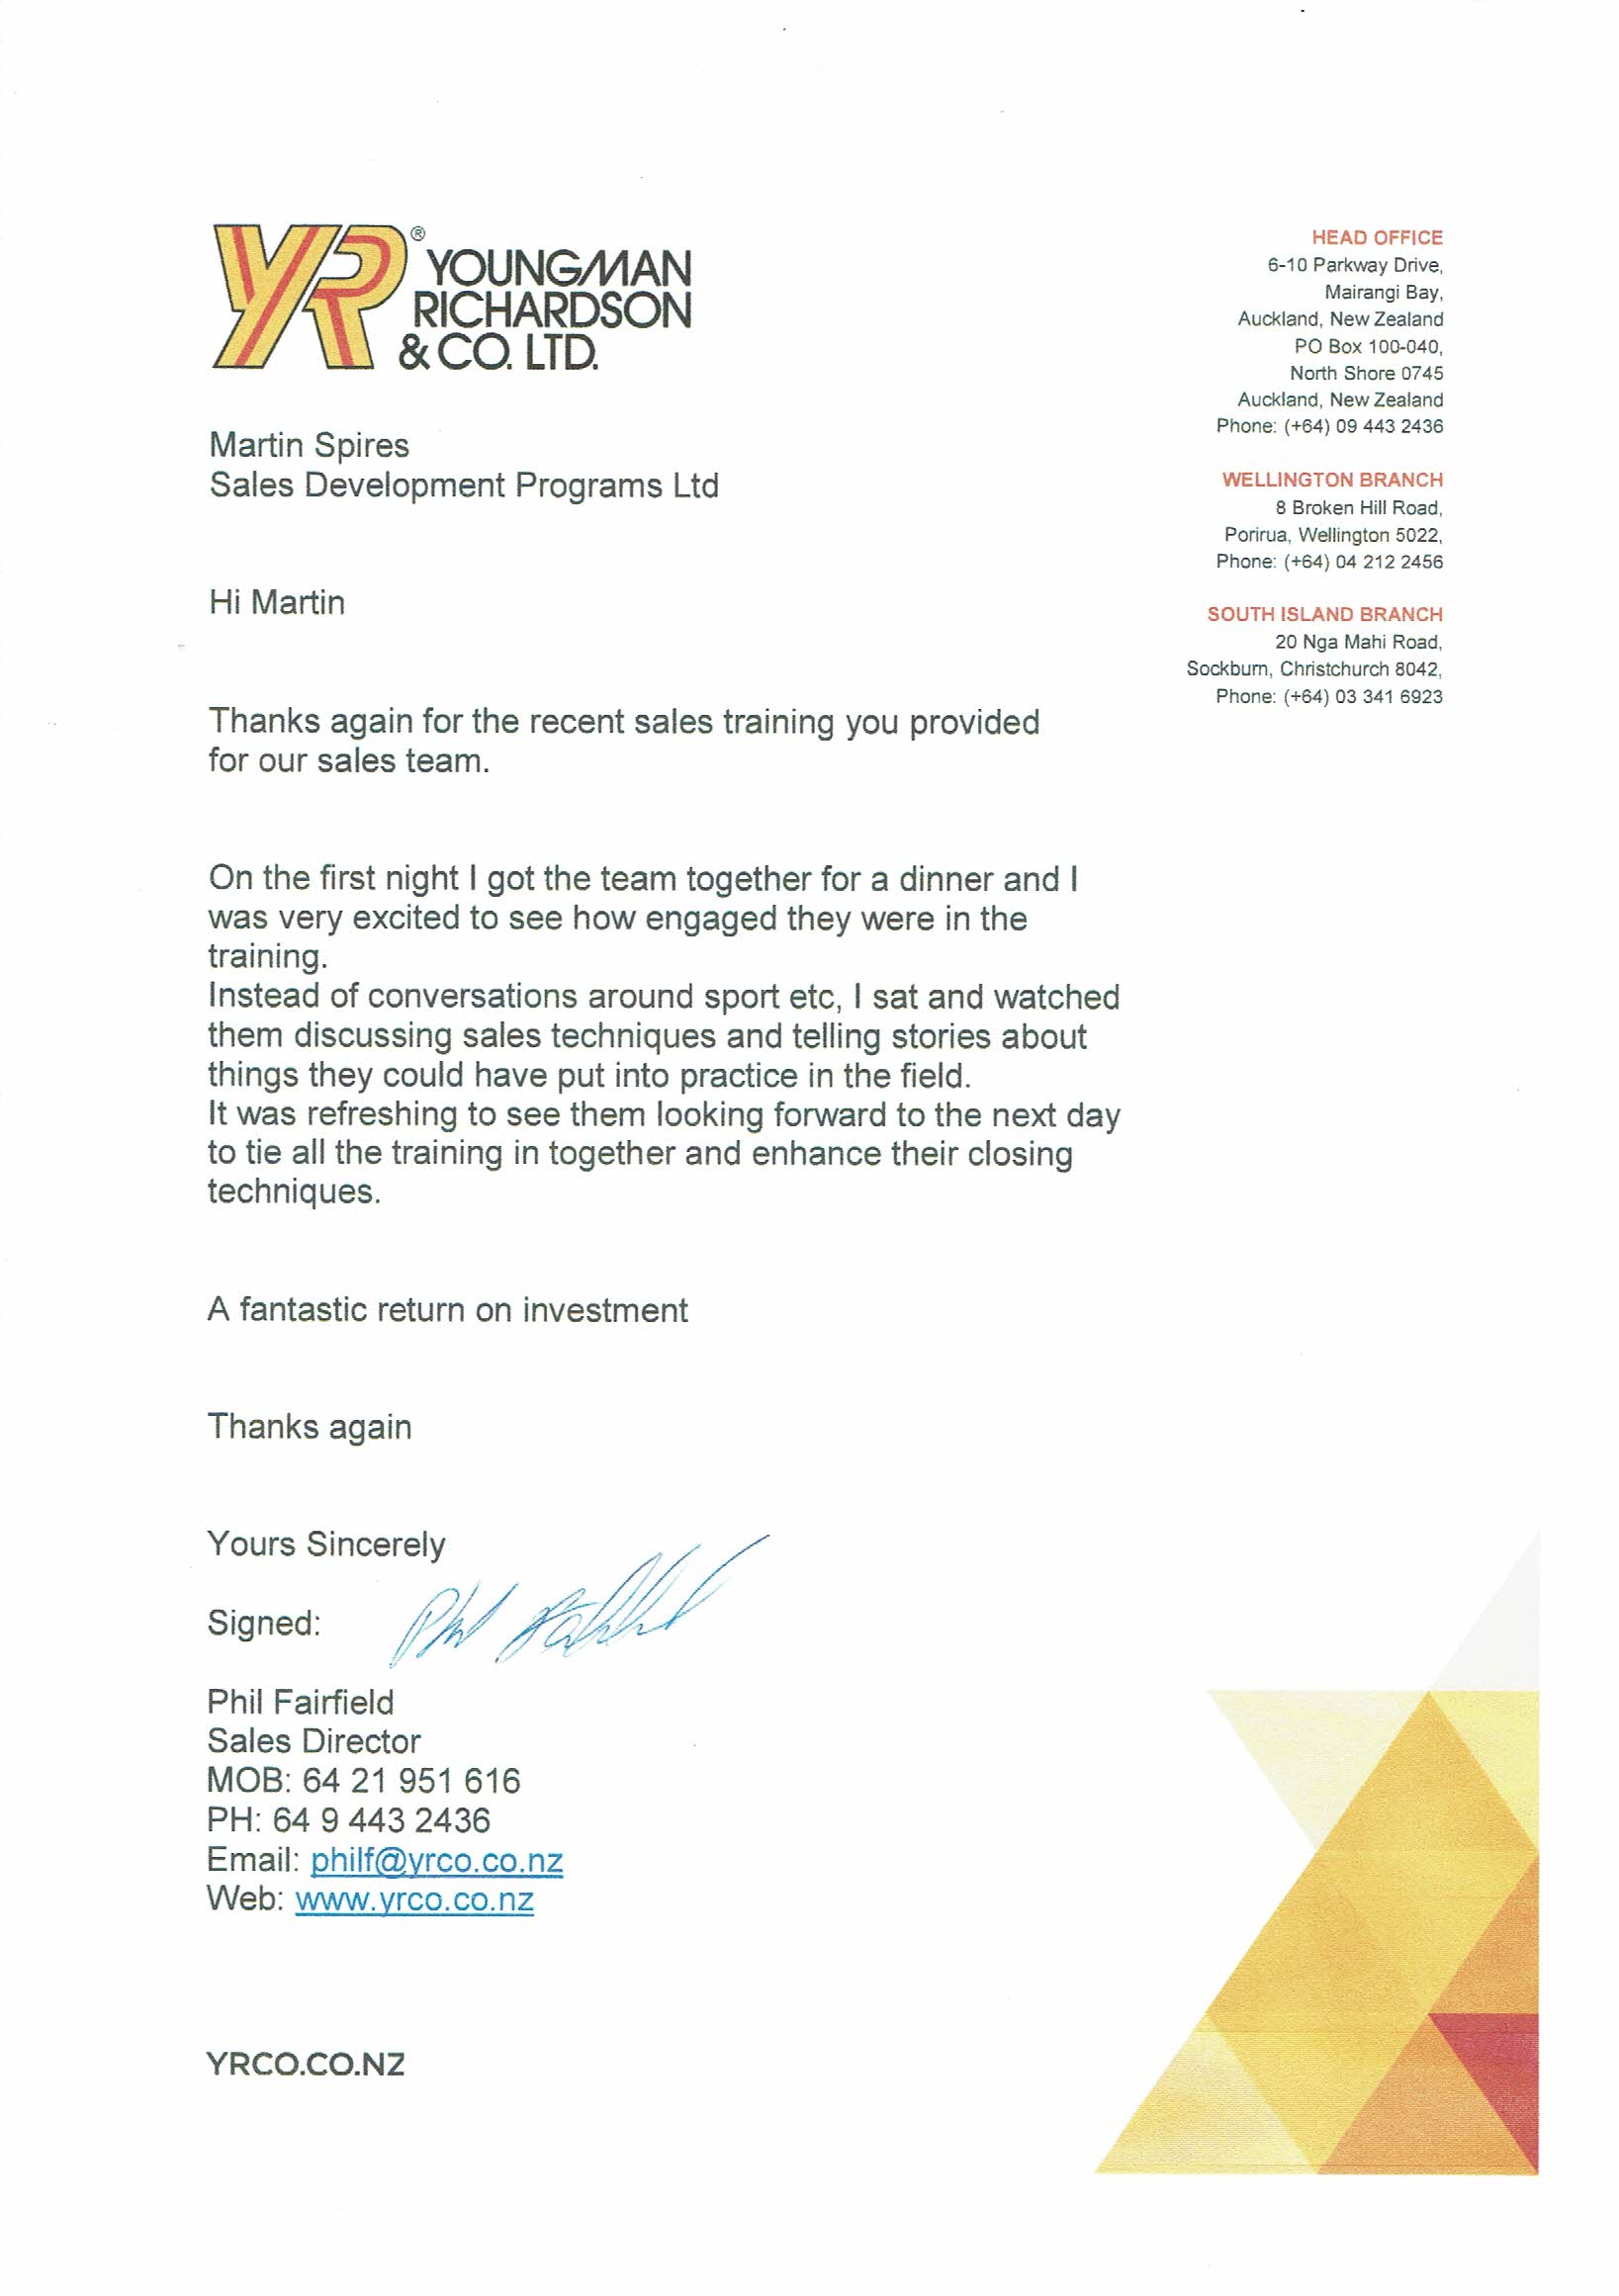 YR® YOUNGMAN
RICHARDSON
& CO. LTD.
HEAD OFFICE
6-10 Parkway Drive,
Mairangi Bay,
Auckland, New Zealand
PO Box 100-040,
North Shore 0745
Auckland, New Zealand
Phone: (+64) 09 443 2436
WELLINGTON BRANCH
8 Broken Hill Road,
Porirua, Wellington 5022,
Phone: (+64) 04 212 2456
SOUTH ISLAND BRANCH
20 Nga Mahi Road,
Sockburn, Christchurch 8042,
Phone: (+64) 03 341 6923
Martin Spires
Sales Development Programs Ltd
Hi Martin
Thanks again for the recent sales training you provided
for our sales team.
On the first night I got the team together for a dinner and I
was very excited to see how engaged they were in the
training.
Instead of conversations around sport etc, I sat and watched
them discussing sales techniques and telling stories about
things they could have put into practice in the field.
It was refreshing to see them looking forward to the next day
to tie all the training in together and enhance their closing
techniques.
A fantastic return on investment
Thanks again
Yours Sincerely
Signed: Phil Fairfield
Phil Fairfield
Sales Director
MOB: 64 21 951 616
PH: 64 9 443 2436
Email: philf@yrco.co.nz
Web: www.yrco.co.nz
YRCO.CO.NZ